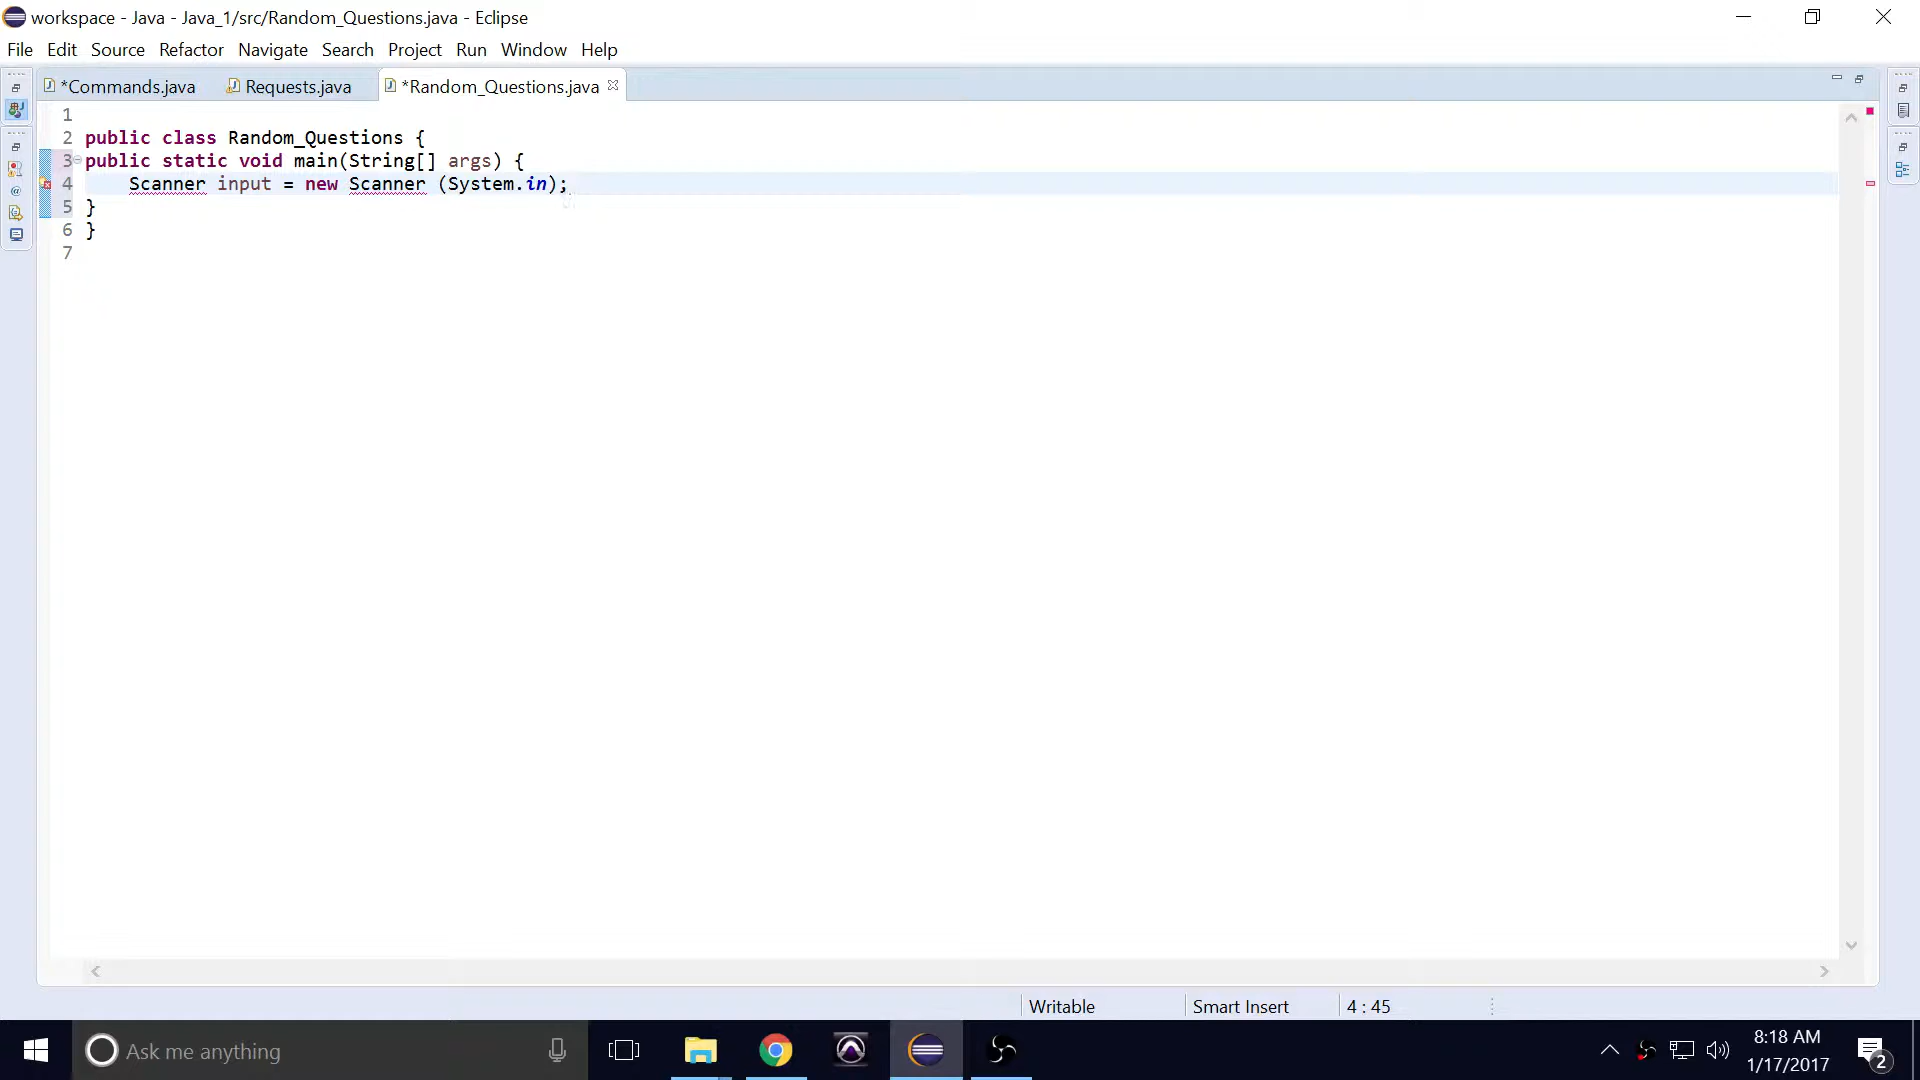 workspace - Java - Java_1/src/Random_Questions.java - Eclipse
File Edit Source Refactor Navigate Search Project Run Window Help
*Commands.java Requests.java *Random_Questions.java
1
2 public class Random_Questions {
3 public static void main(String[] args) {
4 Scanner input = new Scanner (System.in);
5 }
6 }
7
Writable Smart Insert 4 : 45
Ask me anything
8:18 AM
1/17/2017
2